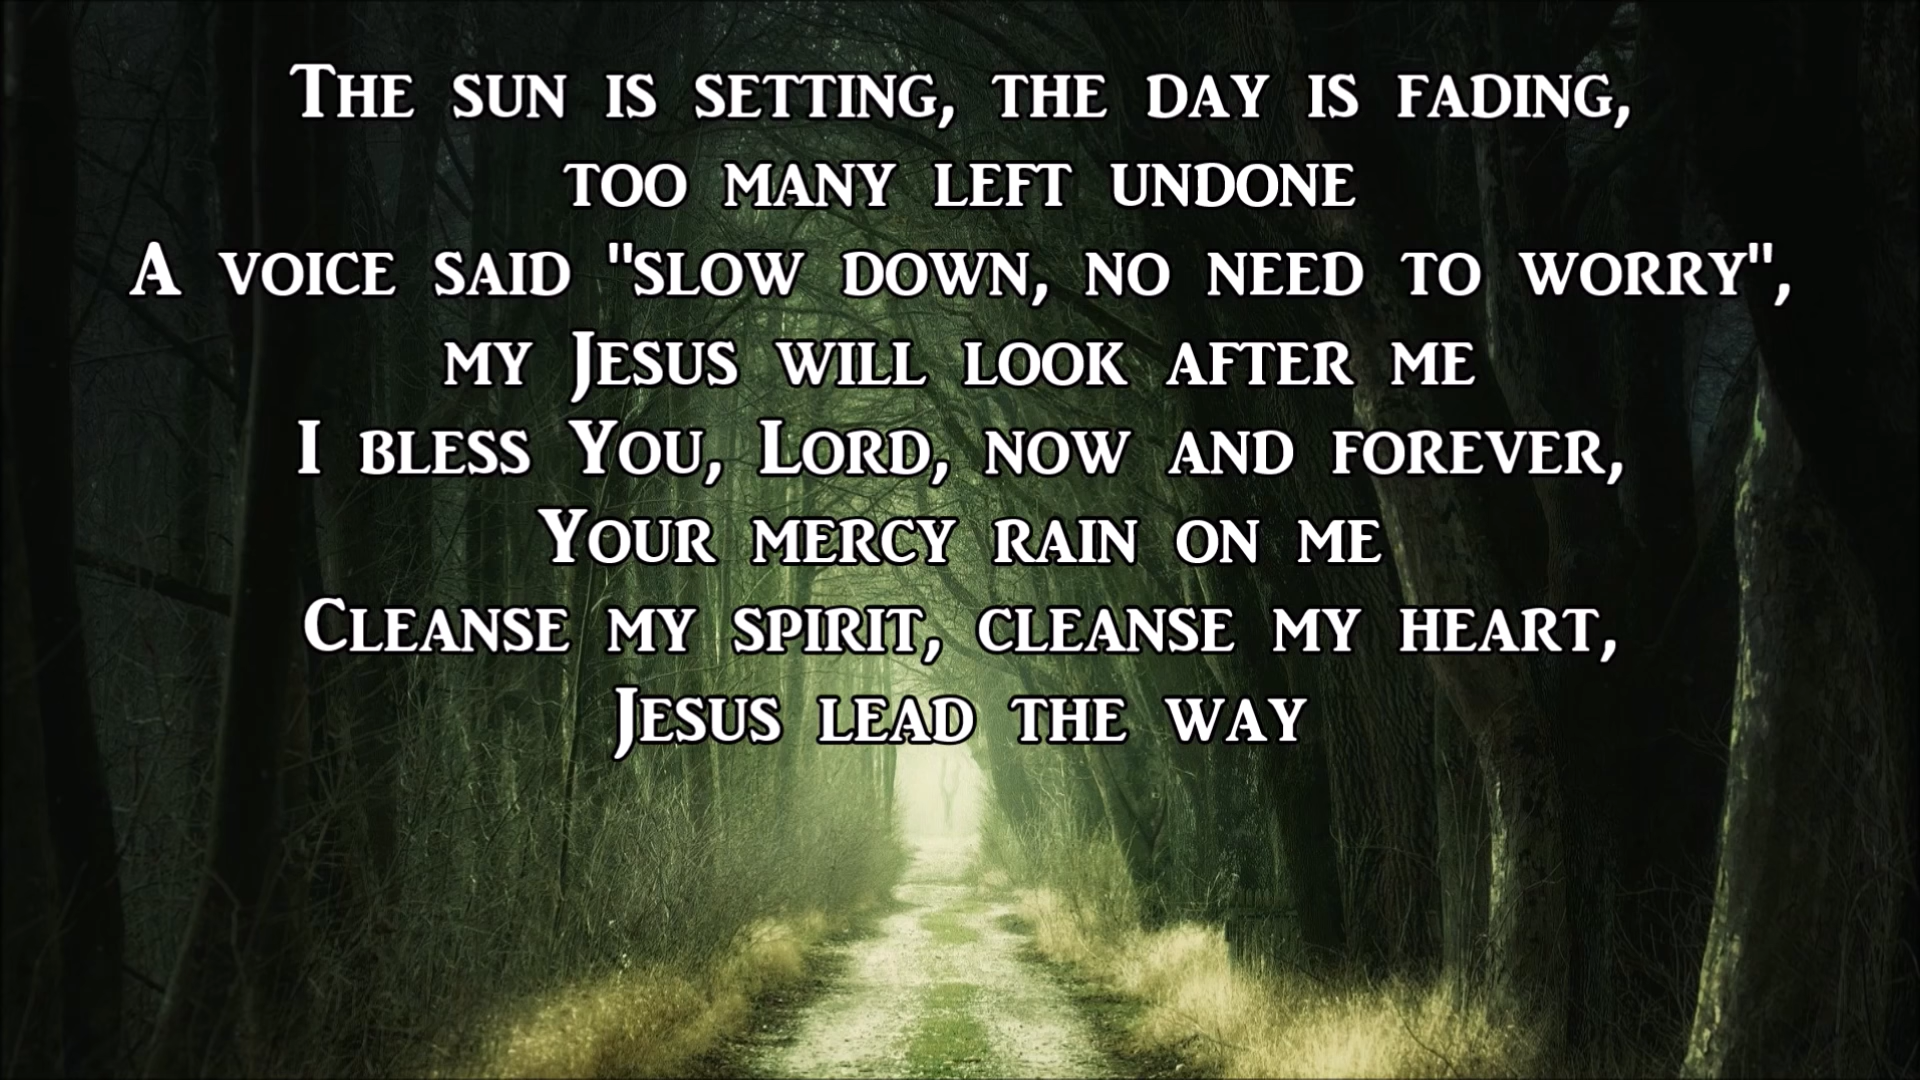 The sun is setting, the day is fading,
too many left undone
A voice said "slow down, no need to worry",
my Jesus will look after me
I bless You, Lord, now and forever,
Your mercy rain on me
Cleanse my spirit, cleanse my heart,
Jesus lead the way